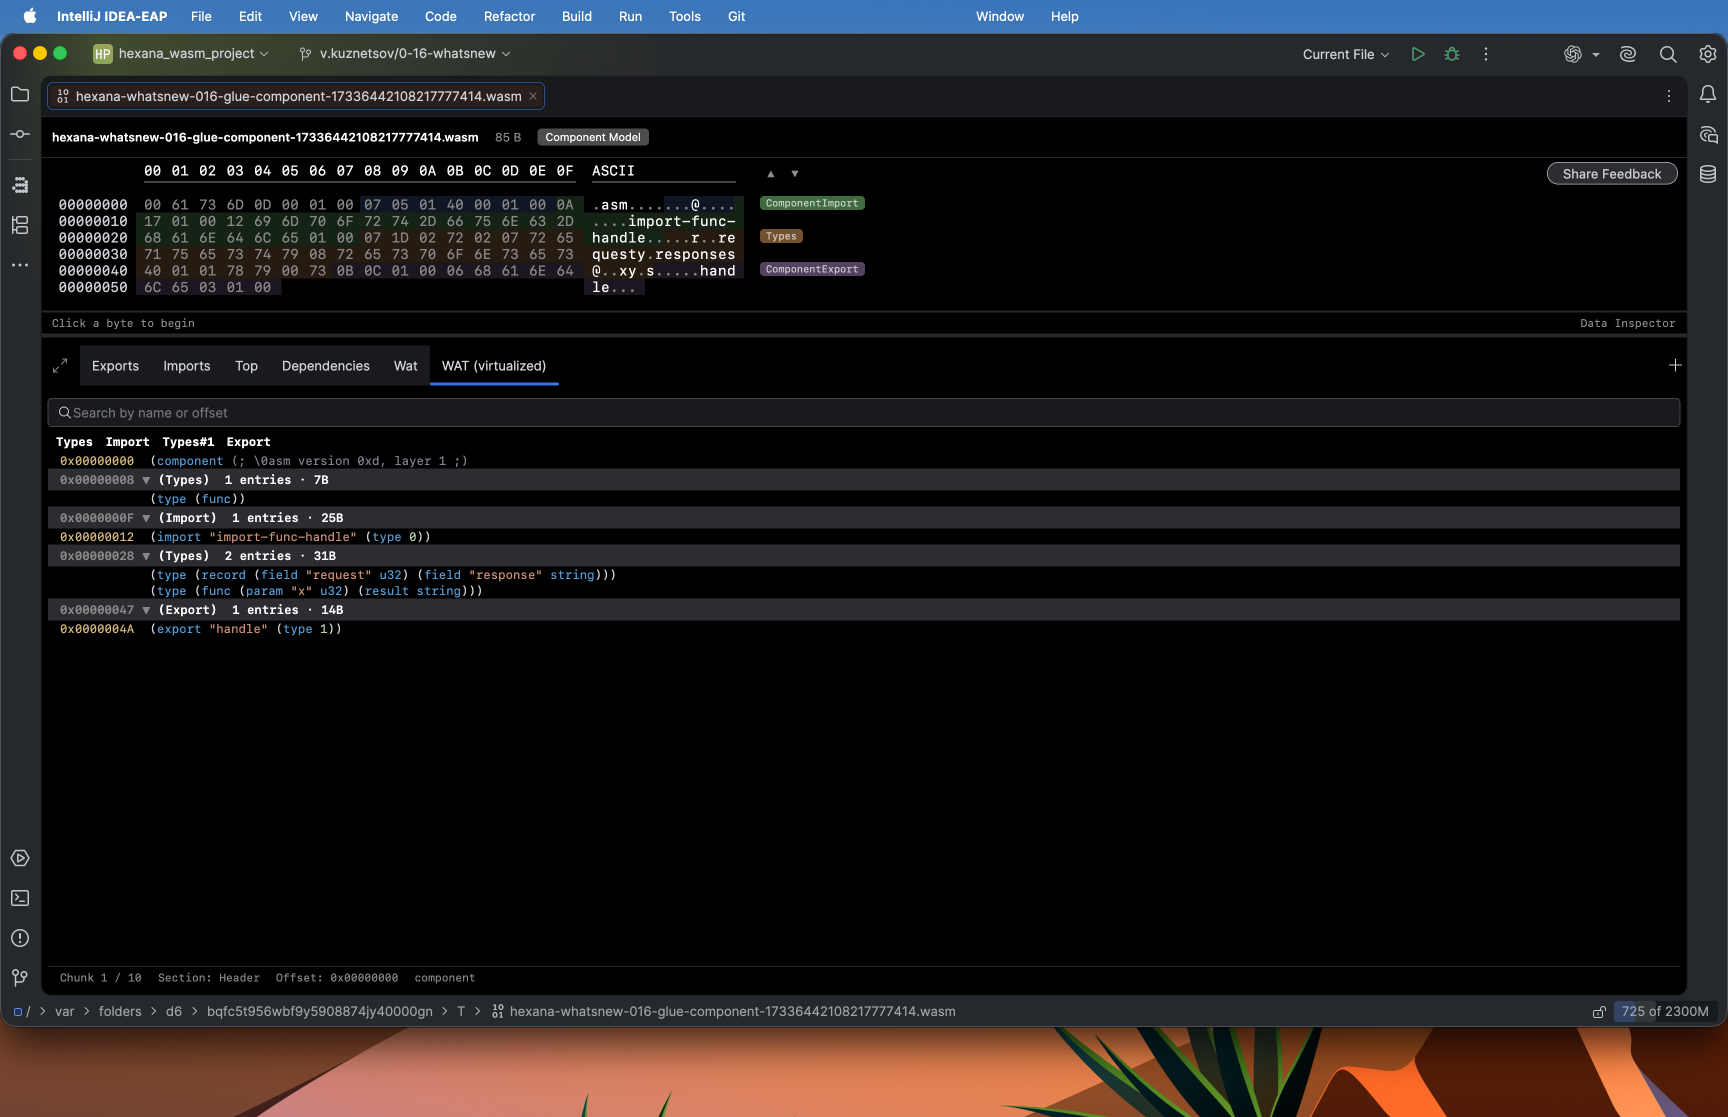 IntelliJ IDEA-EAP File Edit View Navigate Code Refactor Build Run Tools Git Window Help
HP hexana_wasm_project v.kuznetsov/0-16-whatsnew Current File
10 01 hexana-whatsnew-016-glue-component-17336442108217777414.wasm
hexana-whatsnew-016-glue-component-17336442108217777414.wasm 85 B Component Model
00 01 02 03 04 05 06 07 08 09 0A 0B 0C 0D 0E 0F ASCII Share Feedback
00000000 00 61 73 6D 0D 00 01 00 07 05 01 40 00 01 00 0A .asm.......@.... ComponentImport
00000010 17 01 00 12 69 6D 70 6F 72 74 2D 66 75 6E 63 2D ....import-func-
00000020 68 61 6E 64 6C 65 01 00 07 1D 02 72 02 07 72 65 handle.....r..re Types
00000030 71 75 65 73 74 79 08 72 65 73 70 6F 6E 73 65 73 questy.responses
00000040 40 01 01 78 79 00 73 0B 0C 01 00 06 68 61 6E 64 @..xy.s.....hand ComponentExport
00000050 6C 65 03 01 00 le...
Click a byte to begin Data Inspector
Exports Imports Top Dependencies Wat WAT (virtualized)
Search by name or offset
Types Import Types#1 Export
0x00000000 (component (; \0asm version 0xd, layer 1 ;)
0x00000008 (Types) 1 entries · 7B
(type (func))
0x0000000F (Import) 1 entries · 25B
0x00000012 (import "import-func-handle" (type 0))
0x00000028 (Types) 2 entries · 31B
(type (record (field "request" u32) (field "response" string)))
(type (func (param "x" u32) (result string)))
0x00000047 (Export) 1 entries · 14B
0x0000004A (export "handle" (type 1))
Chunk 1 / 10 Section: Header Offset: 0x00000000 component
/ > var > folders > d6 > bqfc5t956wbf9y5908874jy40000gn > T > 10 01 hexana-whatsnew-016-glue-component-17336442108217777414.wasm 725 of 2300M